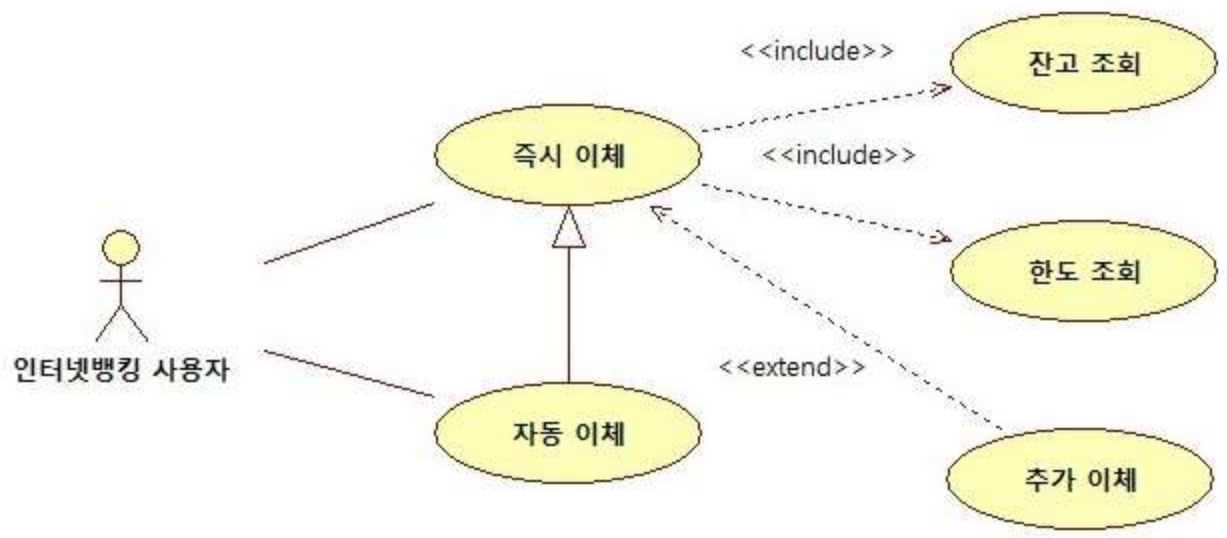 <<include>>
잔고 조회
즉시 이체
<<include>>
한도 조회
인터넷뱅킹 사용자
<<extend>>
자동 이체
추가 이체